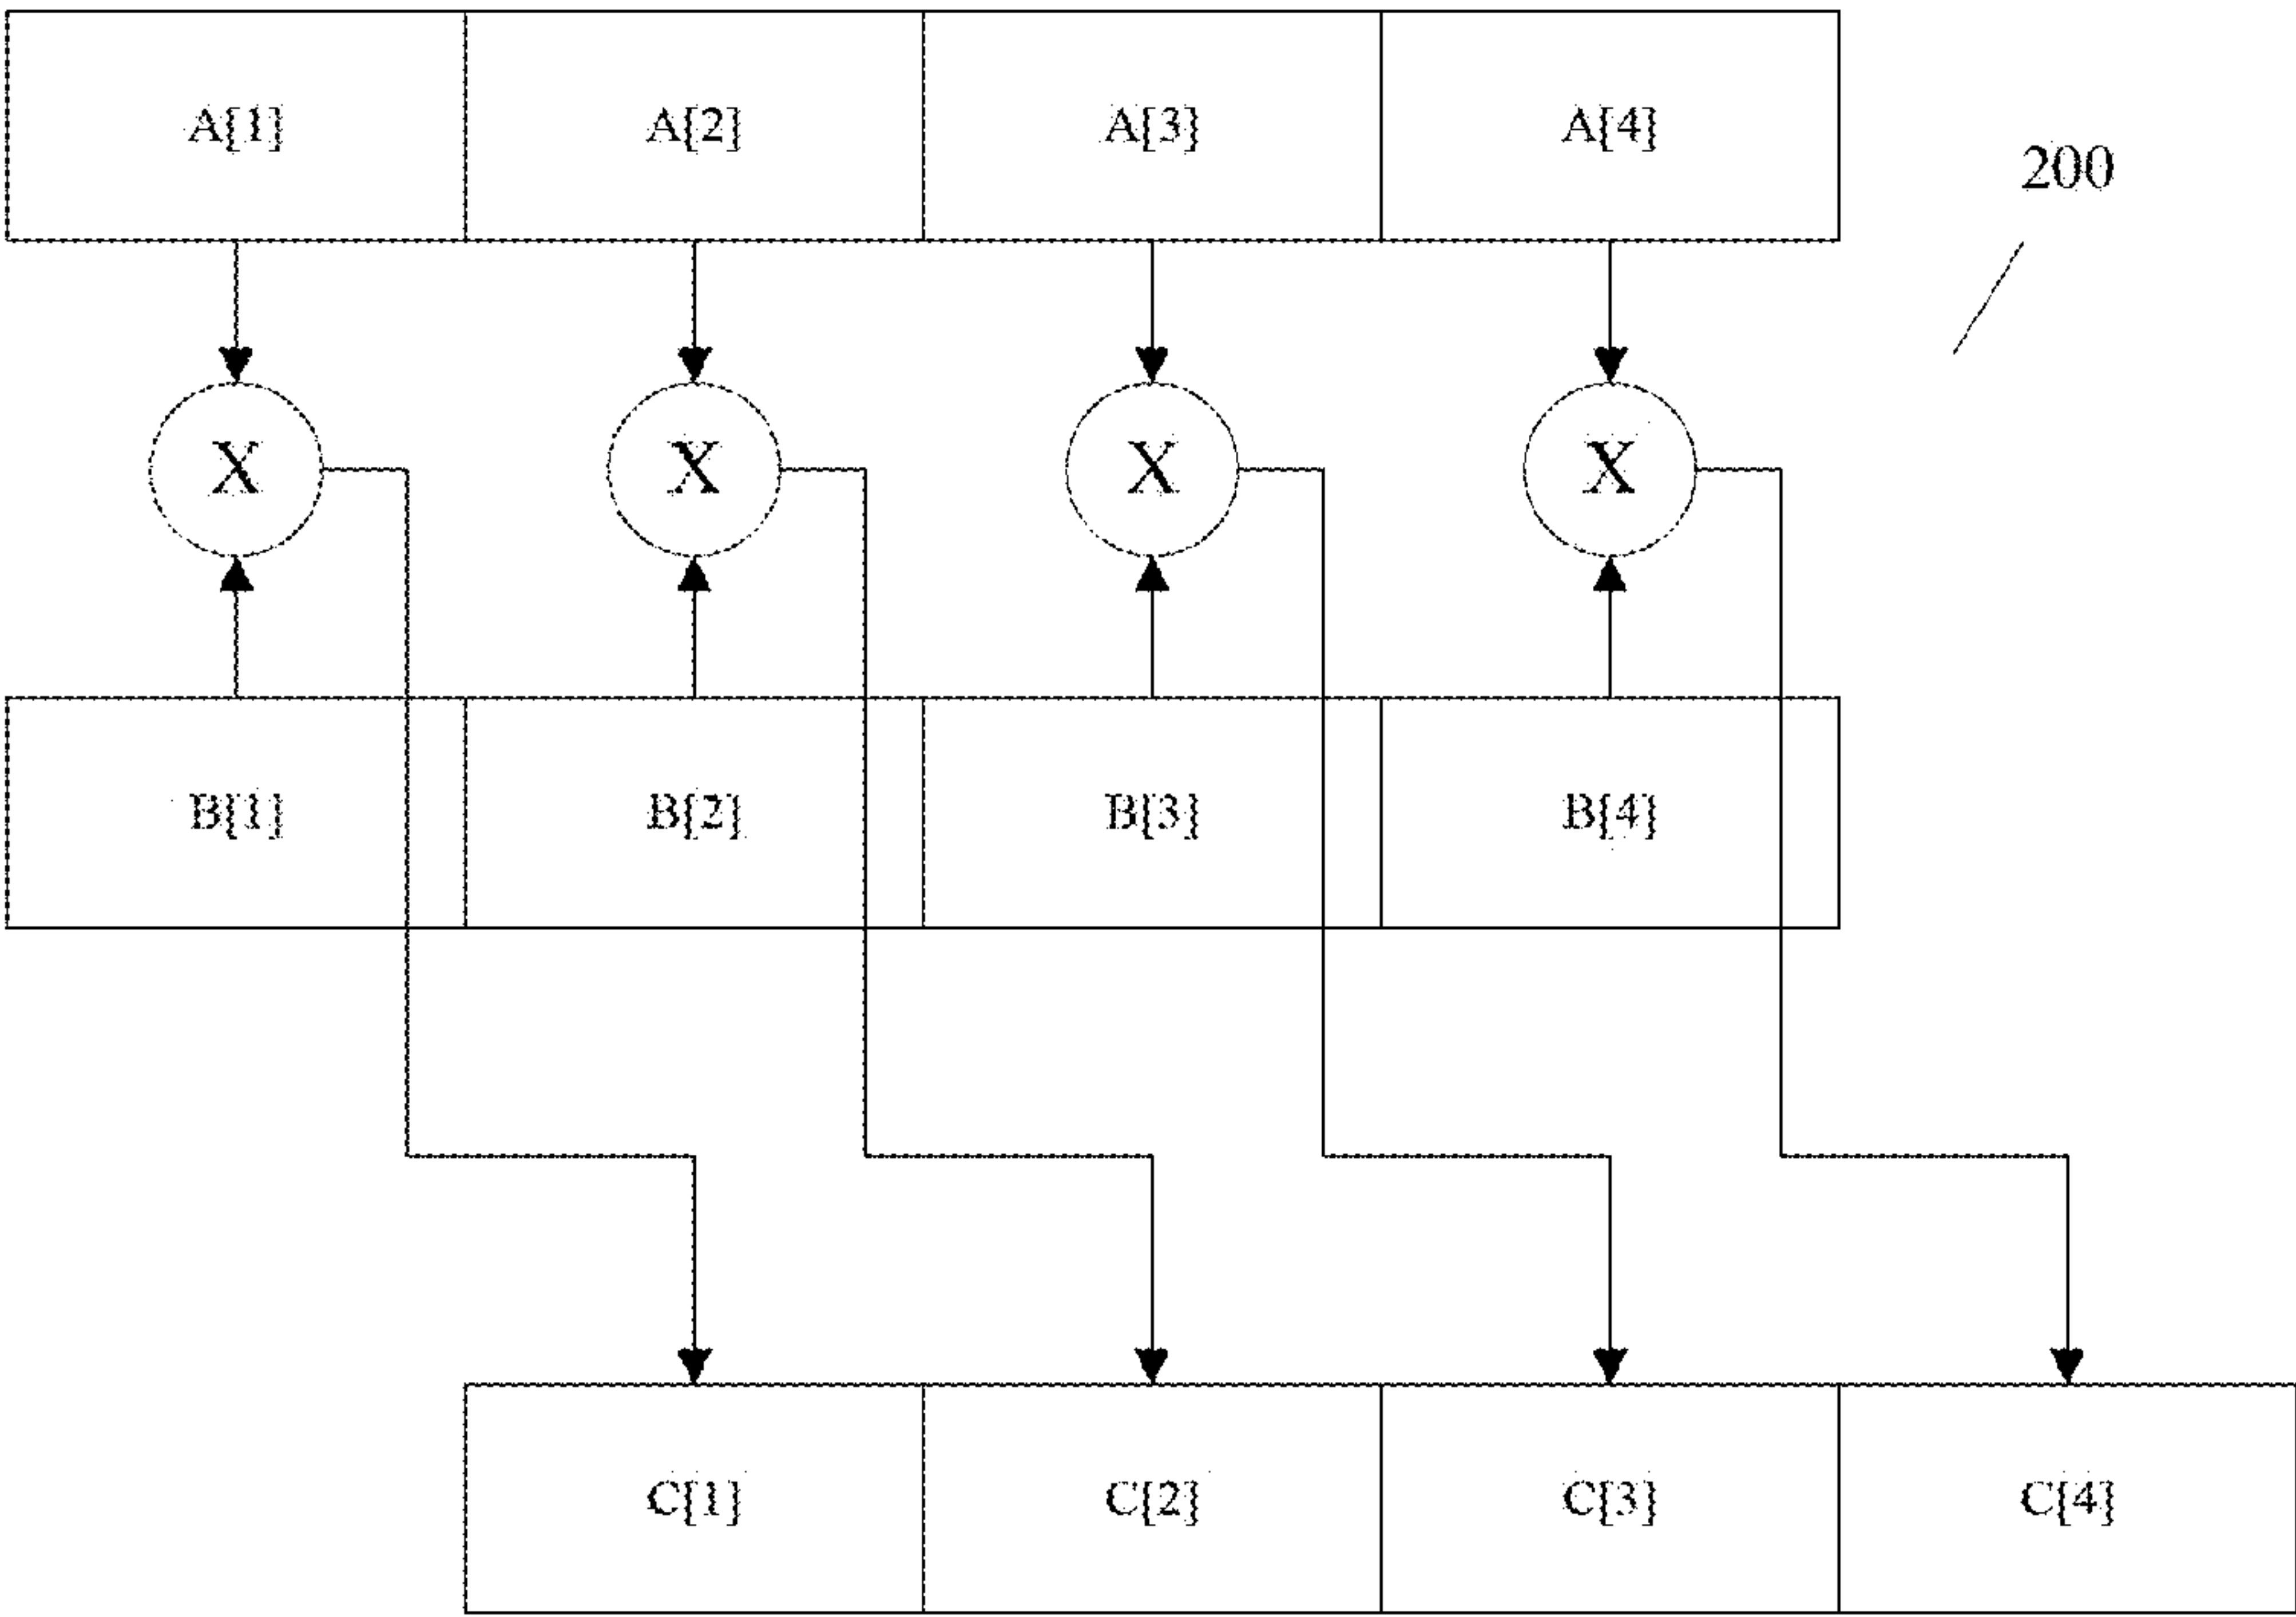 A[1] A[2] A[3] A[4]
200
X X X X
B[1] B[2] B[3] B[4]
C[1] C[2] C[3] C[4]